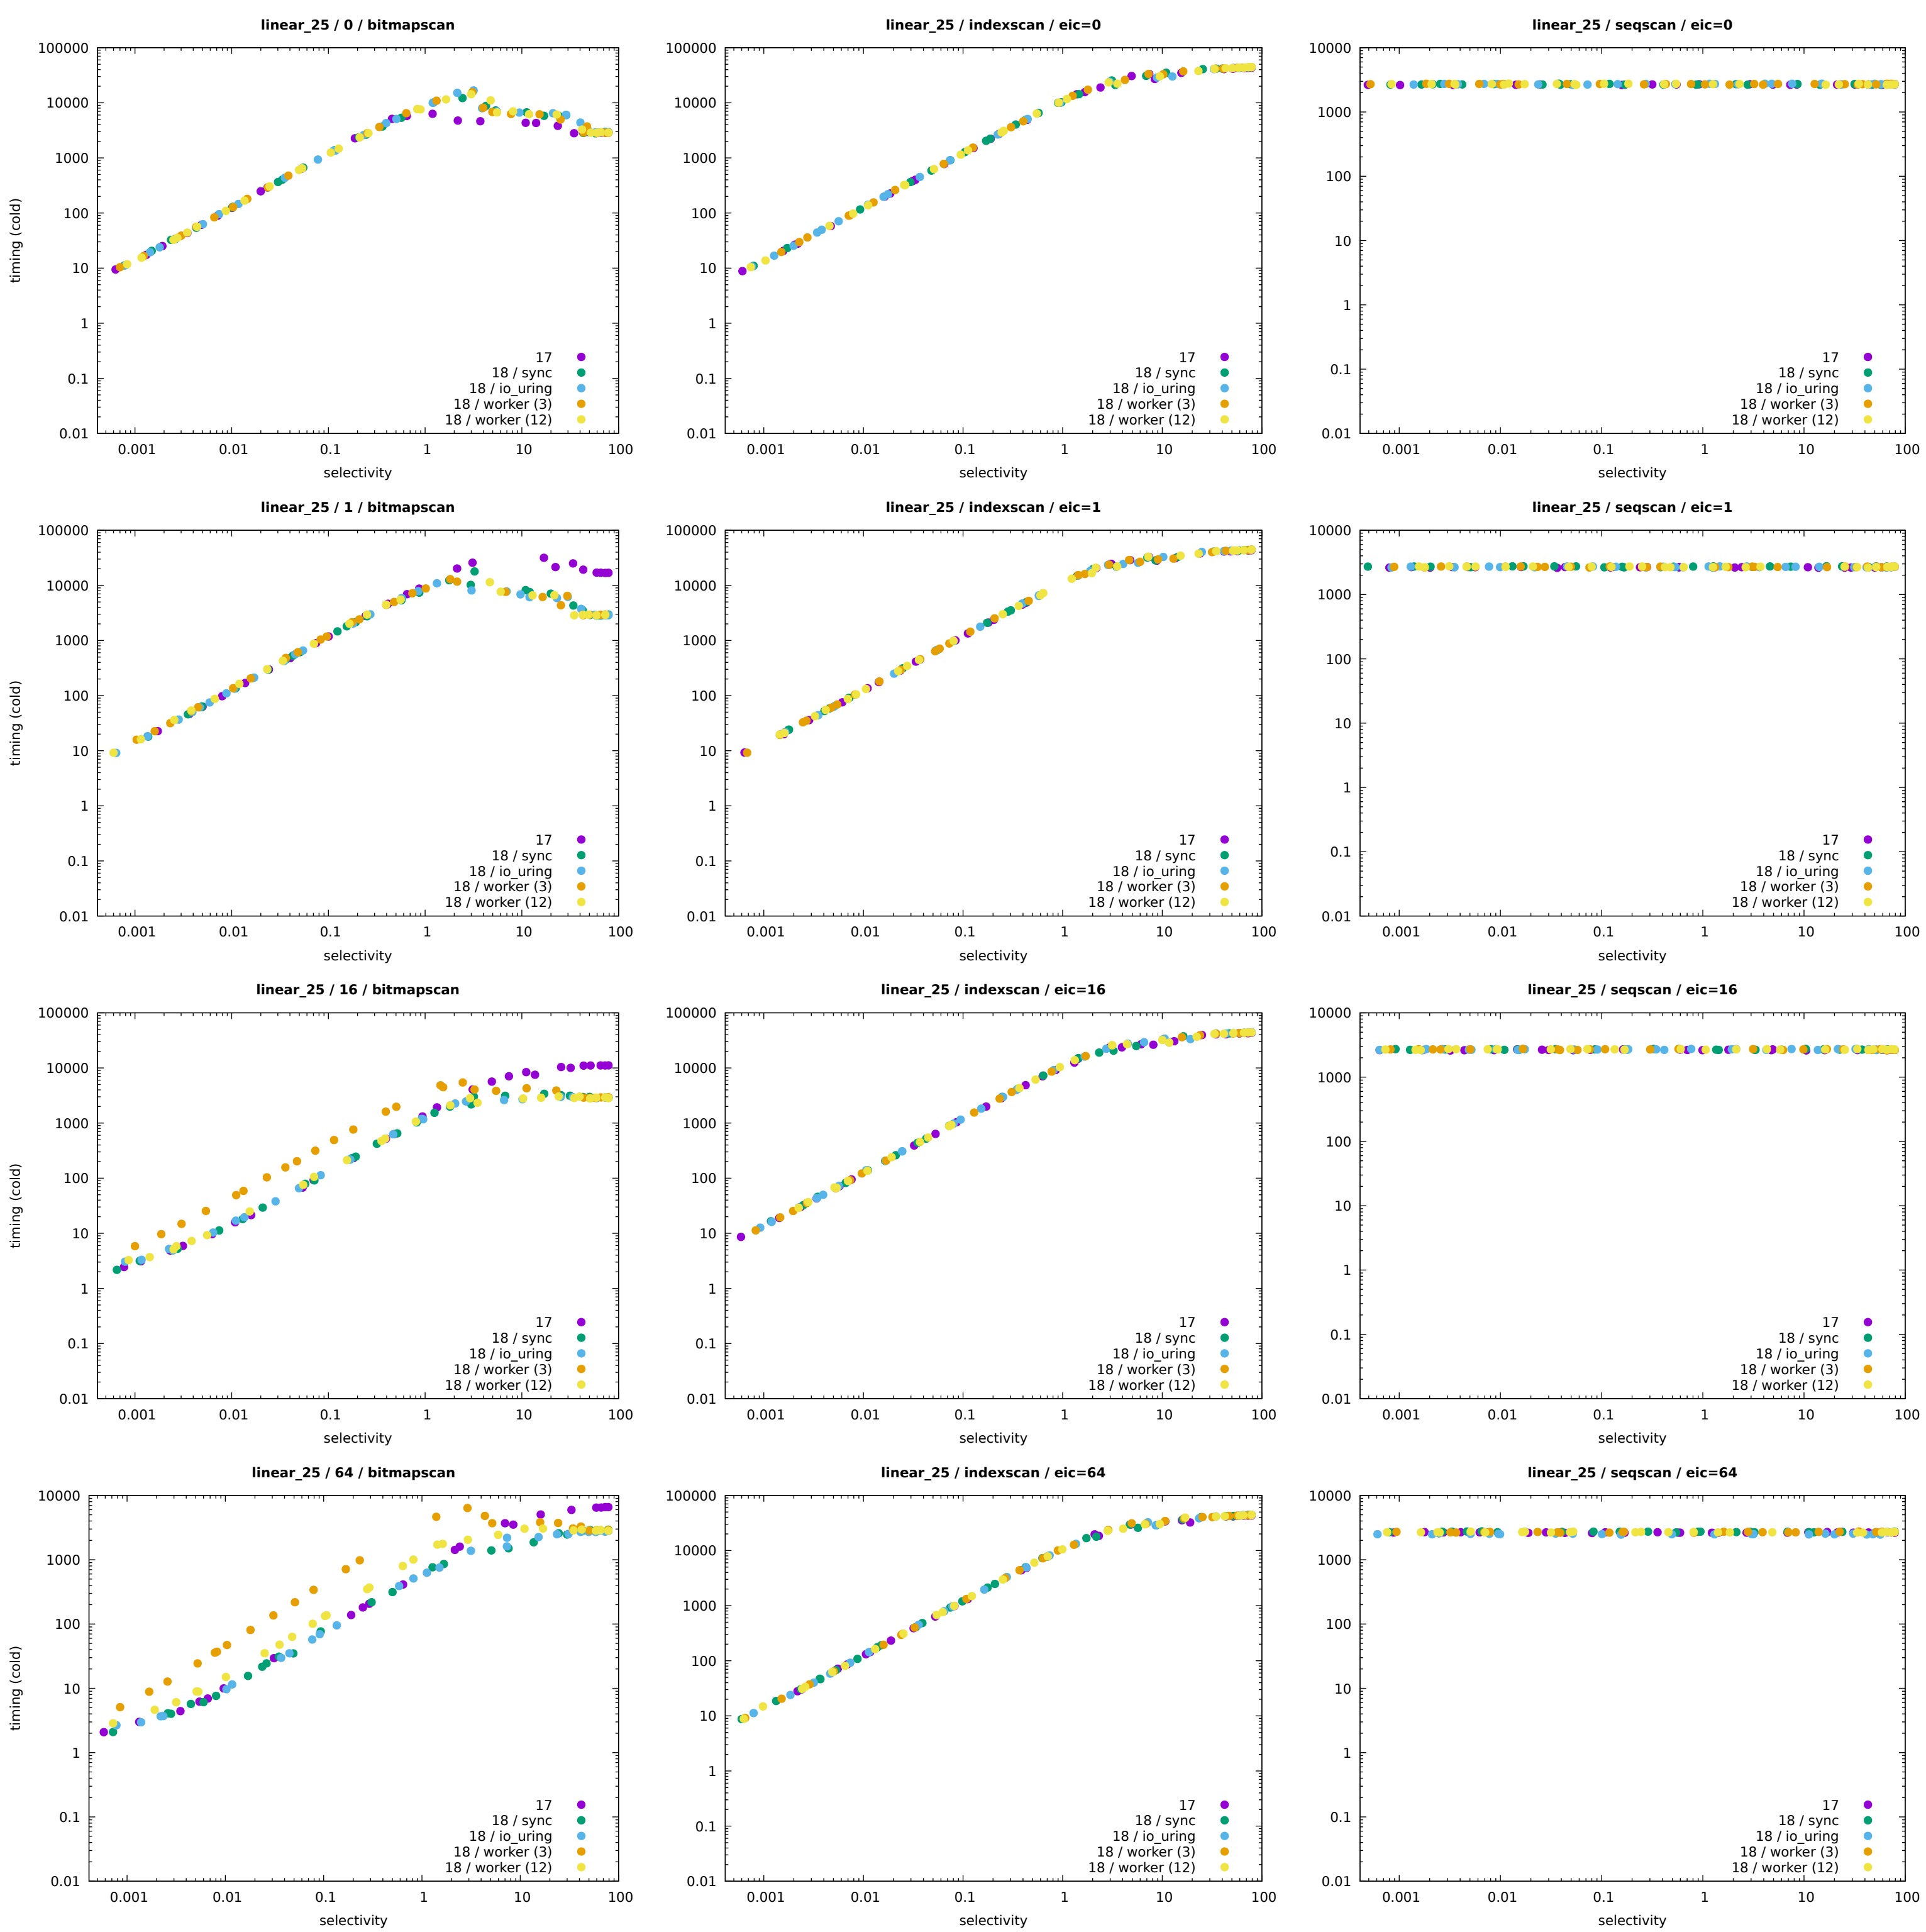 linear_25 / 0 / bitmapscan
100000
10000
1000
100
10
1
0.1
0.01
timing (cold)
17
18 / sync
18 / io_uring
18 / worker (3)
18 / worker (12)
0.001 0.01 0.1 1 10 100
selectivity
linear_25 / indexscan / eic=0
100000
10000
1000
100
10
1
0.1
0.01
17
18 / sync
18 / io_uring
18 / worker (3)
18 / worker (12)
0.001 0.01 0.1 1 10 100
selectivity
linear_25 / seqscan / eic=0
10000
1000
100
10
1
0.1
0.01
17
18 / sync
18 / io_uring
18 / worker (3)
18 / worker (12)
0.001 0.01 0.1 1 10 100
selectivity
linear_25 / 1 / bitmapscan
100000
10000
1000
100
10
1
0.1
0.01
timing (cold)
17
18 / sync
18 / io_uring
18 / worker (3)
18 / worker (12)
0.001 0.01 0.1 1 10 100
selectivity
linear_25 / indexscan / eic=1
100000
10000
1000
100
10
1
0.1
0.01
17
18 / sync
18 / io_uring
18 / worker (3)
18 / worker (12)
0.001 0.01 0.1 1 10 100
selectivity
linear_25 / seqscan / eic=1
10000
1000
100
10
1
0.1
0.01
17
18 / sync
18 / io_uring
18 / worker (3)
18 / worker (12)
0.001 0.01 0.1 1 10 100
selectivity
linear_25 / 16 / bitmapscan
100000
10000
1000
100
10
1
0.1
0.01
timing (cold)
17
18 / sync
18 / io_uring
18 / worker (3)
18 / worker (12)
0.001 0.01 0.1 1 10 100
selectivity
linear_25 / indexscan / eic=16
100000
10000
1000
100
10
1
0.1
0.01
17
18 / sync
18 / io_uring
18 / worker (3)
18 / worker (12)
0.001 0.01 0.1 1 10 100
selectivity
linear_25 / seqscan / eic=16
10000
1000
100
10
1
0.1
0.01
17
18 / sync
18 / io_uring
18 / worker (3)
18 / worker (12)
0.001 0.01 0.1 1 10 100
selectivity
linear_25 / 64 / bitmapscan
10000
1000
100
10
1
0.1
0.01
timing (cold)
17
18 / sync
18 / io_uring
18 / worker (3)
18 / worker (12)
0.001 0.01 0.1 1 10 100
selectivity
linear_25 / indexscan / eic=64
100000
10000
1000
100
10
1
0.1
0.01
17
18 / sync
18 / io_uring
18 / worker (3)
18 / worker (12)
0.001 0.01 0.1 1 10 100
selectivity
linear_25 / seqscan / eic=64
10000
1000
100
10
1
0.1
0.01
17
18 / sync
18 / io_uring
18 / worker (3)
18 / worker (12)
0.001 0.01 0.1 1 10 100
selectivity